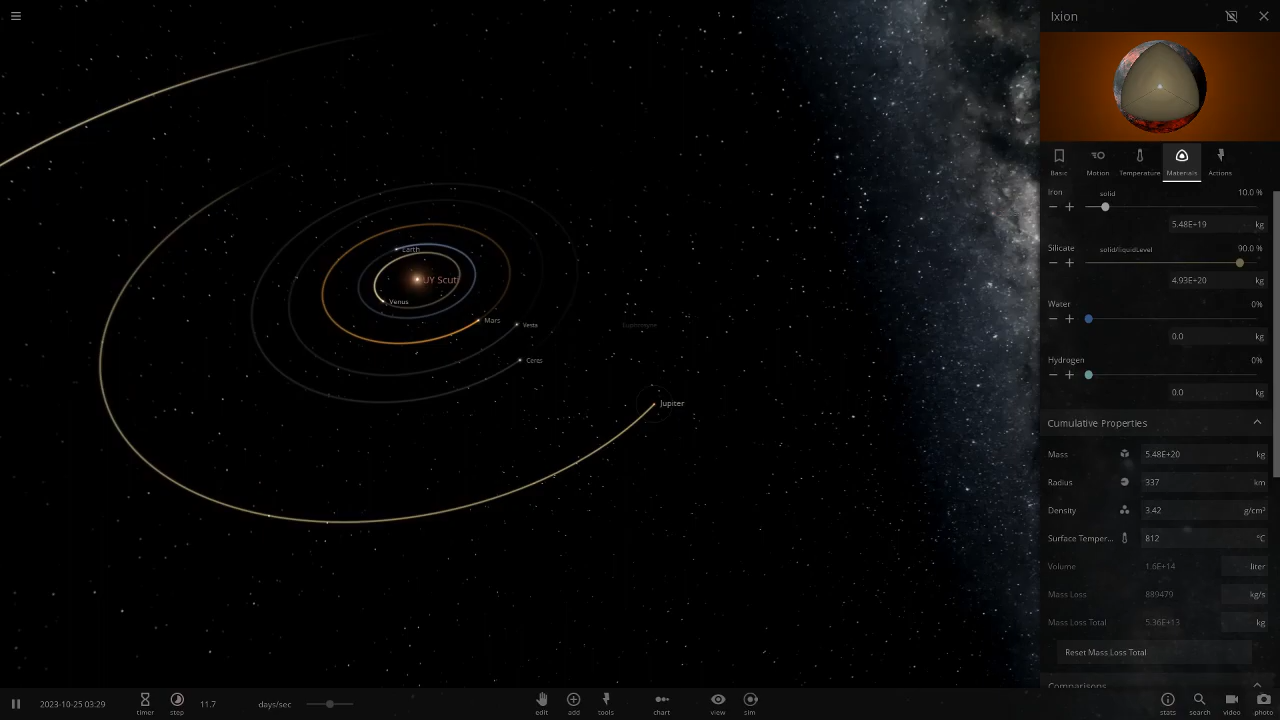 Ixion
Basic
Motion
Temperature
Materials
Actions
Iron
solid
10.0 %
5.48E+19
kg
Silicate
solid/liquidLevel
90.0 %
4.93E+20
kg
Water
0%
0.0
kg
Hydrogen
0%
0.0
kg
Cumulative Properties
Mass
5.48E+20
kg
Radius
337
km
Density
3.42
g/cm³
Surface Temper...
812
°C
Volume
1.6E+14
liter
Mass Loss
889479
kg/s
Mass Loss Total
5.36E+13
kg
Reset Mass Loss Total
Comparisons
Earth
UY Scuti
Venus
Mars
Vesta
Ceres
Jupiter
2023-10-25 03:29
timer
step
11.7
days/sec
edit
add
tools
chart
view
sim
stats
search
video
photo